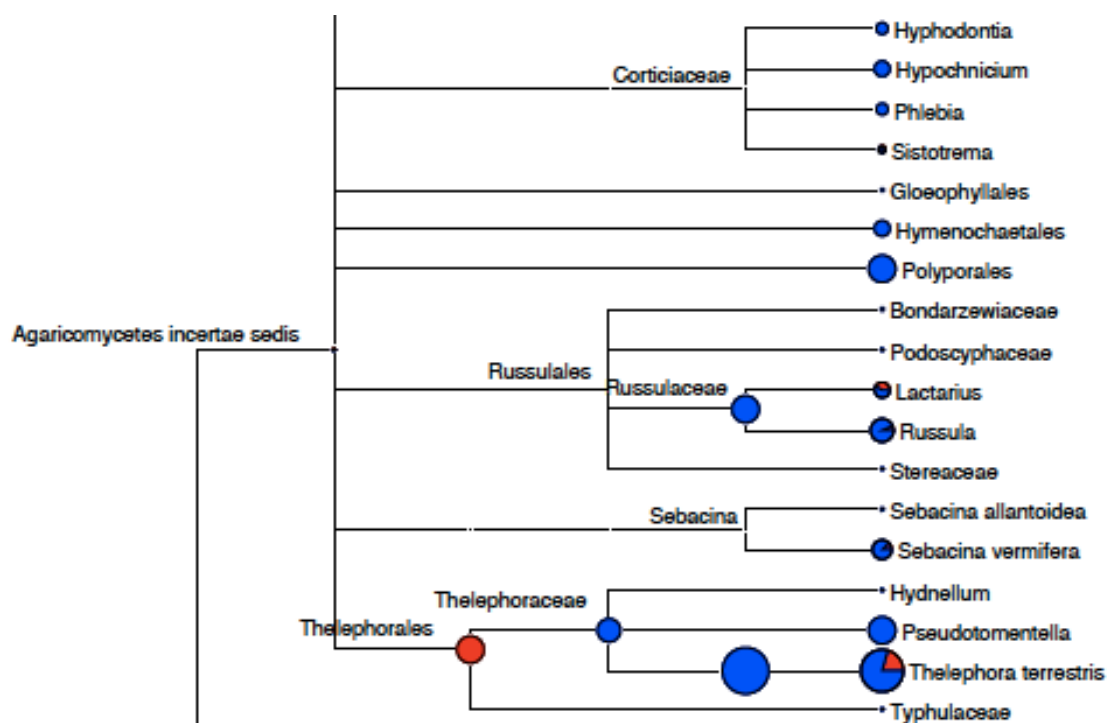 Hyphodontia
Corticiaceae
Hypochnicium
Phlebia
Sistotrema
Gloeophyllales
Hymenochaetales
Polyporales
Bondarzewiaceae
Agaricomycetes incertae sedis
Podoscyphaceae
Russulales
Russulaceae
Lactarius
Russula
Stereaceae
Sebacina
Sebacina allantoidea
Sebacina vermifera
Hydnellum
Thelephoraceae
Thelephorales
Pseudotomentella
Thelephora terrestris
Typhulaceae